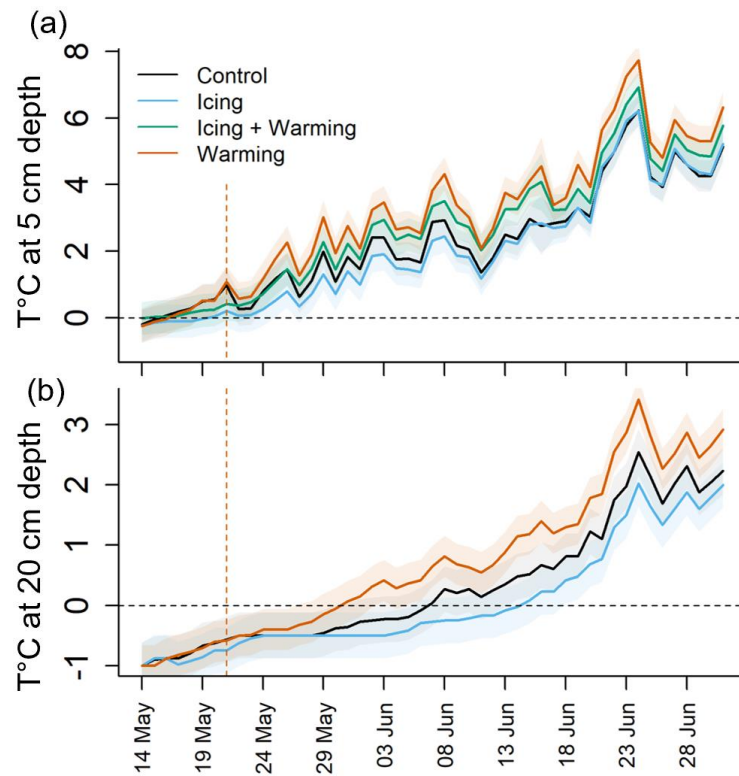 (a)
T°C at 5 cm depth
8
6
4
2
0
Control
Icing
Icing + Warming
Warming
(b)
T°C at 20 cm depth
3
2
1
0
-1
14 May
19 May
24 May
29 May
03 Jun
08 Jun
13 Jun
18 Jun
23 Jun
28 Jun